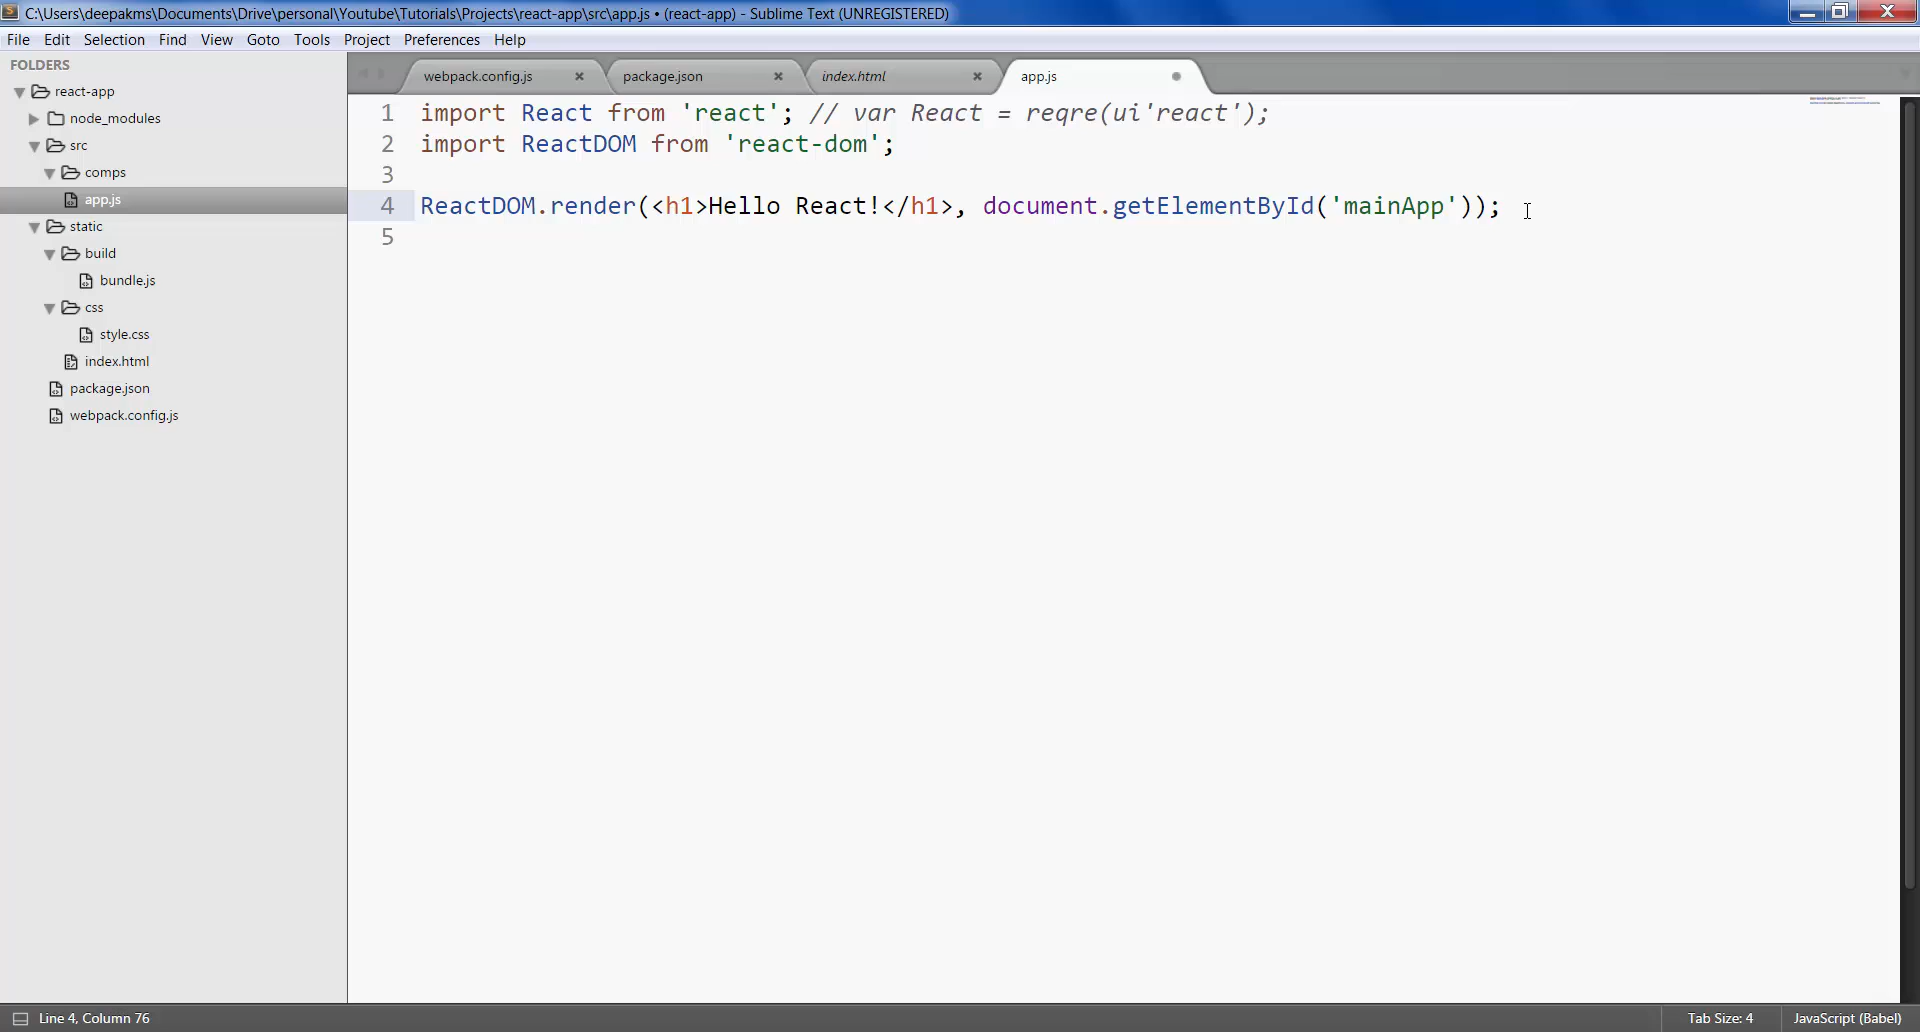 C:\Users\deepakms\Documents\Drive\personal\Youtube\Tutorials\Projects\react-app\src\app.js • (react-app) - Sublime Text (UNREGISTERED)
File Edit Selection Find View Goto Tools Project Preferences Help
FOLDERS
react-app
node_modules
src
comps
app.js
static
build
bundle.js
css
style.css
index.html
package.json
webpack.config.js
webpack.config.js package.json index.html app.js
1 import React from 'react'; // var React = reqre(ui'react');
2 import ReactDOM from 'react-dom';
3
4 ReactDOM.render(<h1>Hello React!</h1>, document.getElementById('mainApp'));
5
Line 4, Column 76 Tab Size: 4 JavaScript (Babel)